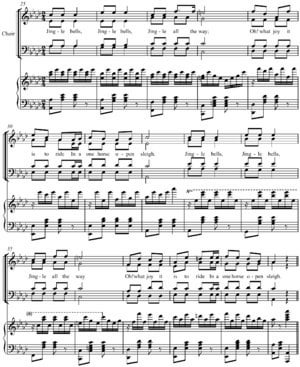 25
Choir
Jing-le bells, Jing-le bells, Jing-le all the way; Oh! what joy it
30
is to ride In a one horse o-pen sleigh. Jing-le bells, Jing-le bells,
35
Jing-le all the way Oh! what joy it is to ride In a one horse o-pen sleigh.